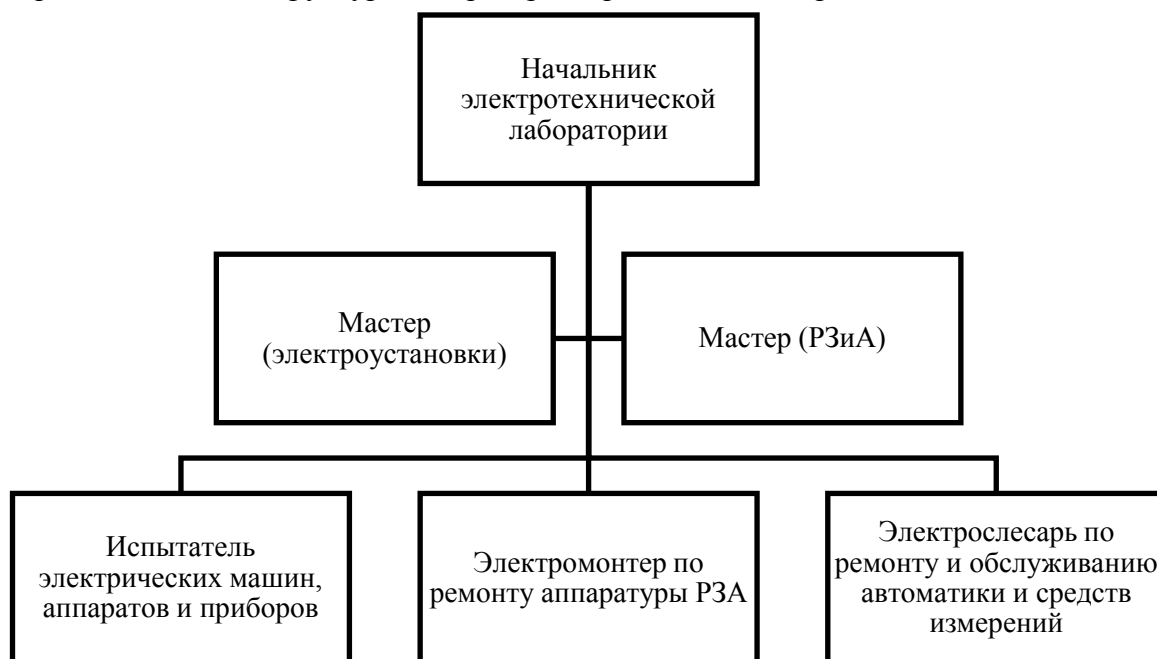 Начальник
электротехнической
лаборатории
Мастер
(электроустановки)
Мастер (РЗиА)
Испытатель
электрических машин,
аппаратов и приборов
Электромонтер по
ремонту аппаратуры РЗА
Электрослесарь по
ремонту и обслуживанию
автоматики и средств
измерений